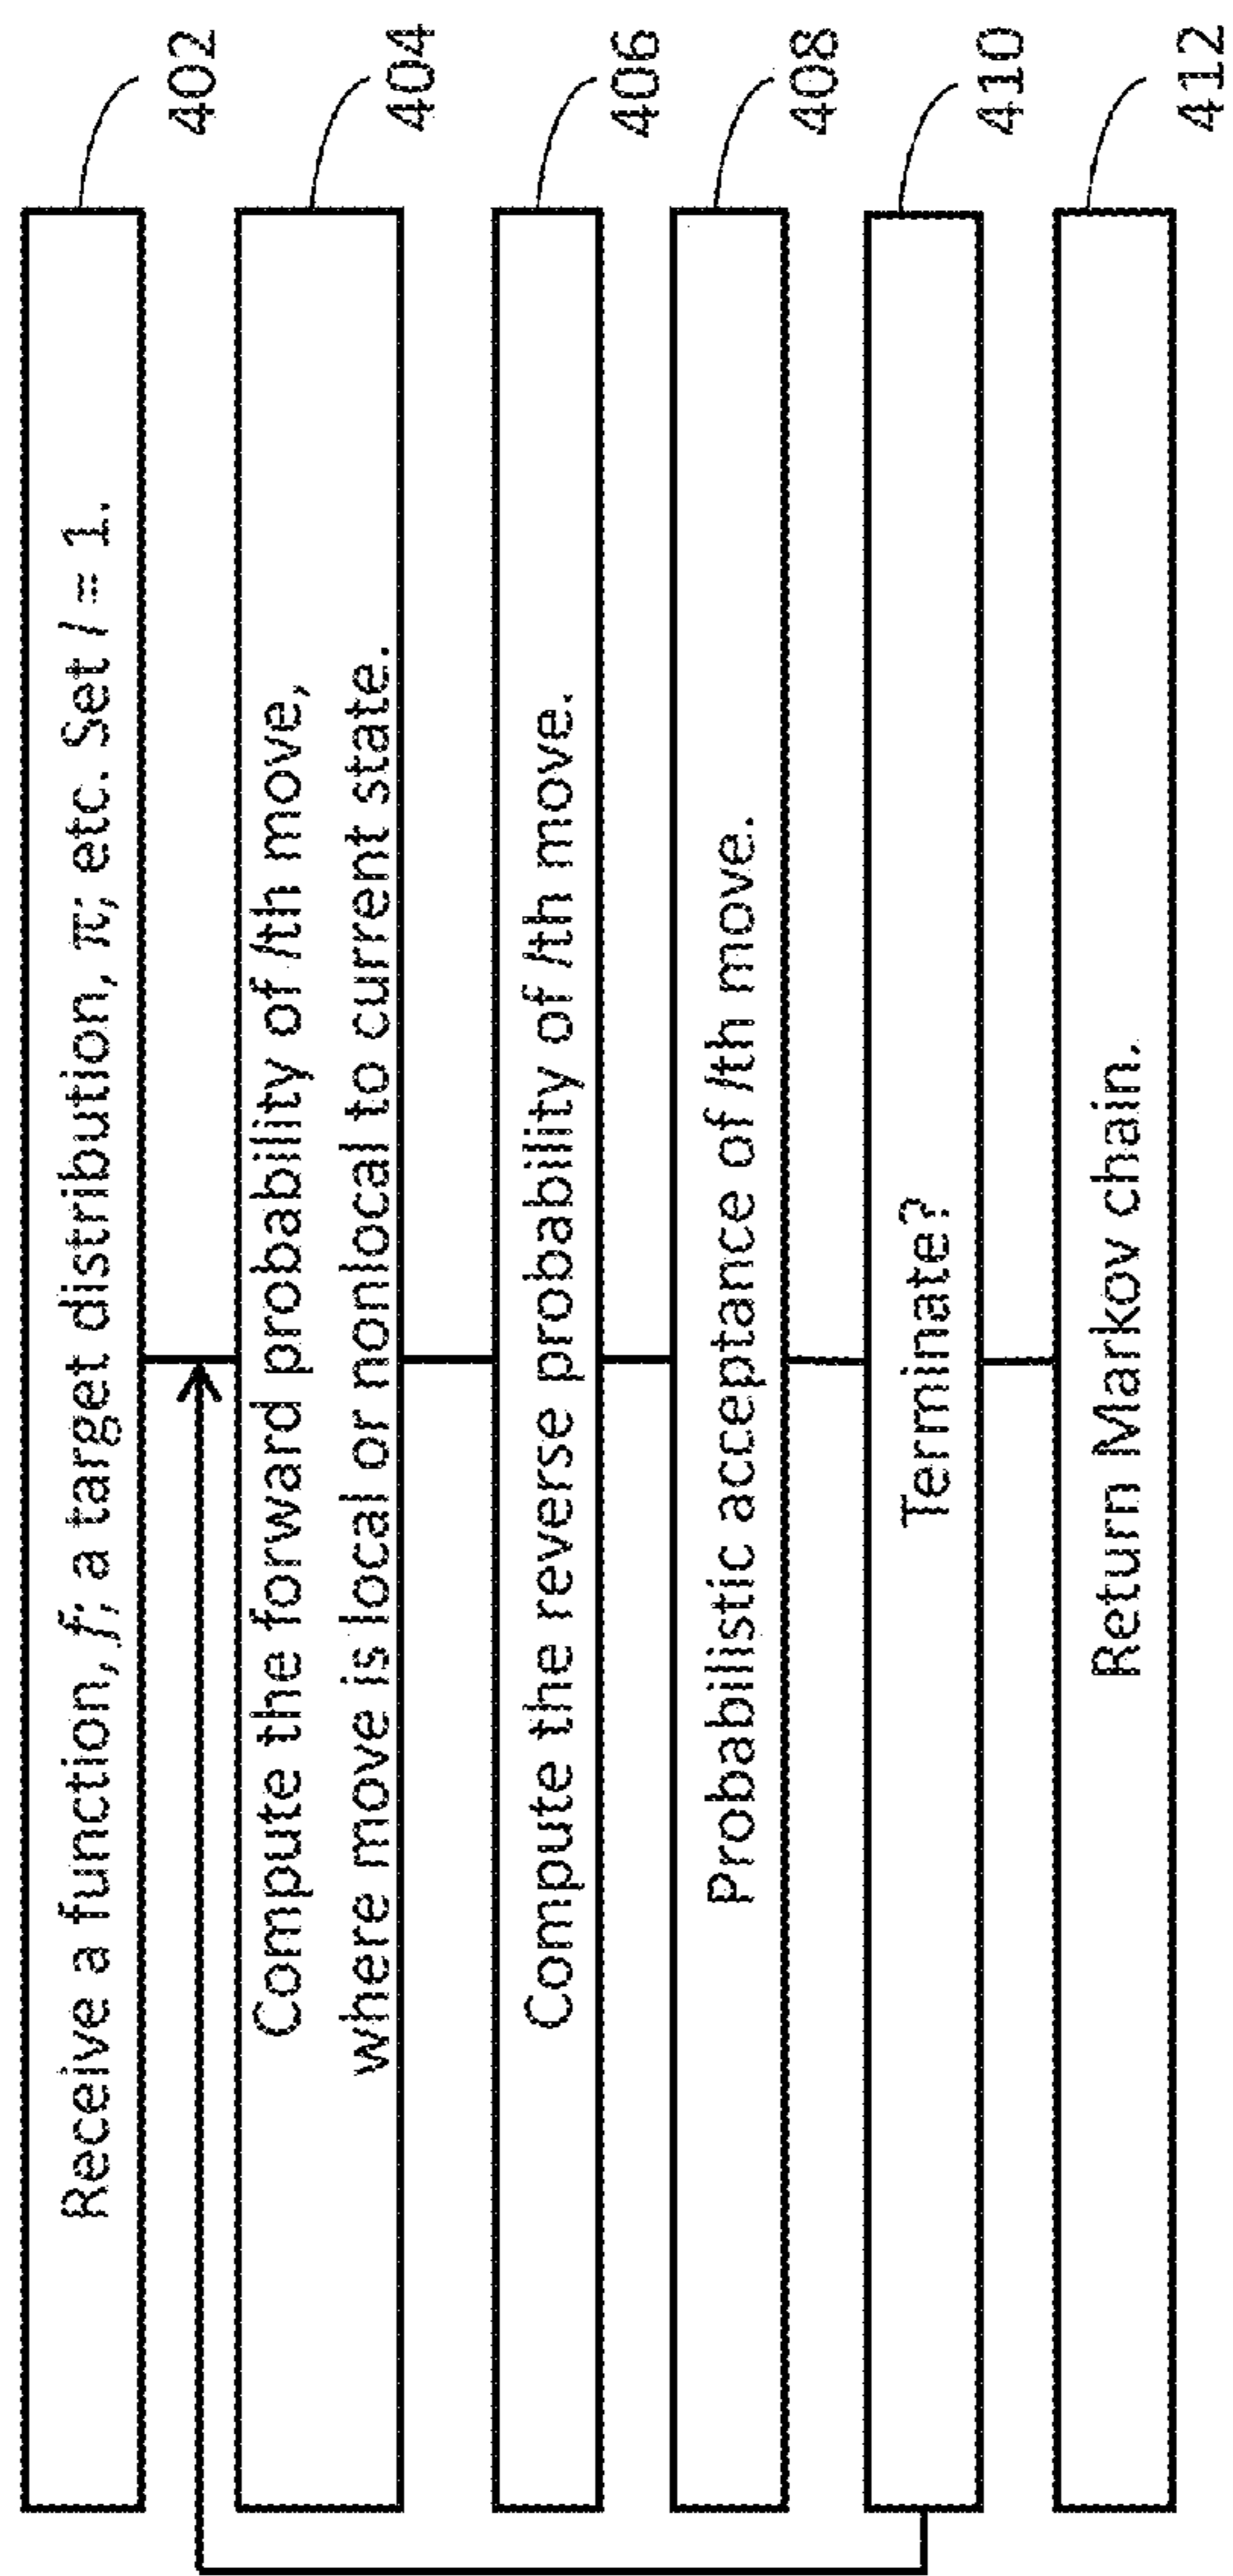 Receive a function, f; a target distribution, π; etc. Set l = 1.
402
Compute the forward probability of lth move,
where move is local or nonlocal to current state.
404
Compute the reverse probability of lth move.
406
Probabilistic acceptance of lth move.
408
Terminate?
410
Return Markov chain.
412